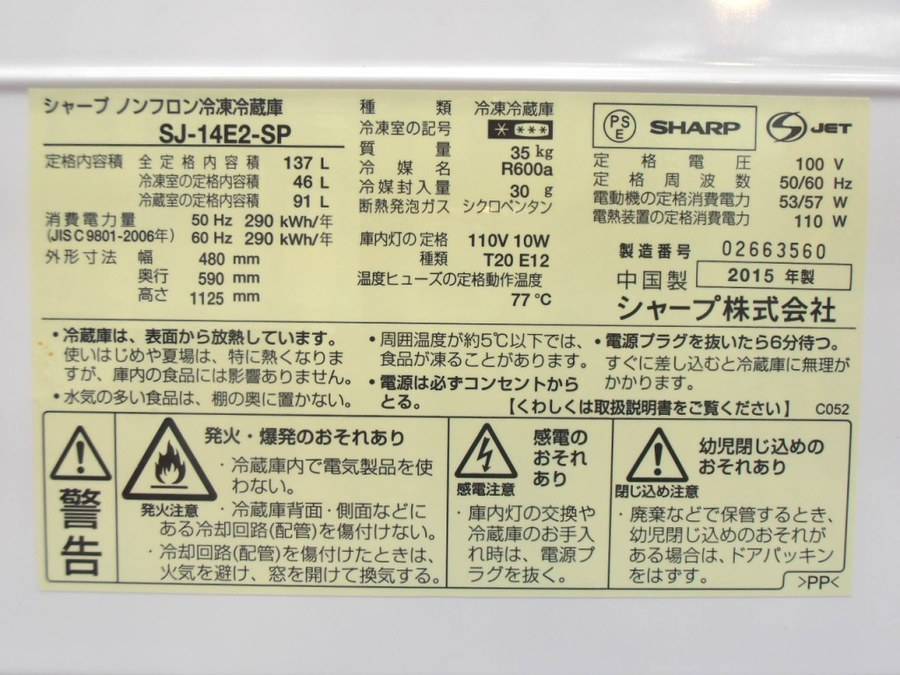 シャープ ノンフロン冷凍冷蔵庫
SJ-14E2-SP
定格内容積 全定格内容積 137 L
冷凍室の定格内容積 46 L
冷蔵室の定格内容積 91 L
消費電力量 50 Hz 290 kWh/年
(JIS C 9801-2006年) 60 Hz 290 kWh/年
外形寸法 幅 480 mm
奥行 590 mm
高さ 1125 mm
種類 冷凍冷蔵庫
冷凍室の記号 * ***
質量 35 kg
冷媒名 R600a
冷媒封入量 30 g
断熱発泡ガス シクロペンタン
庫内灯の定格 110V 10W
T20 E12
温度ヒューズの定格動作温度
77 ℃
PSE SHARP S JET
定格電圧 100 V
定格周波数 50/60 Hz
電動機の定格消費電力 53/57 W
電熱装置の定格消費電力 110 W
製造番号 02663560
中国製 2015 年製
シャープ株式会社
・冷蔵庫は、表面から放熱しています。
使いはじめや夏場は、特に熱くなりま
すが、庫内の食品には影響ありません。
・水気の多い食品は、棚の奥に置かない。
・周囲温度が約5℃以下では、
食品が凍ることがあります。
・電源は必ずコンセントから
とる。
・電源プラグを抜いたら6分待つ。
すぐに差し込むと冷蔵庫に無理が
かかります。
【くわしくは取扱説明書をご覧ください】 C052
警告
発火・爆発のおそれあり
発火注意
・冷蔵庫内で電気製品を使
わない。
・冷蔵庫背面・側面などに
ある冷却回路(配管)を傷付けない。
・冷却回路(配管)を傷付けたときは、
火気を避け、窓を開けて換気する。
感電の
おそれ
あり
感電注意
・庫内灯の交換や
冷蔵庫のお手入
れ時は、電源プ
ラグを抜く。
幼児閉じ込めの
おそれあり
閉じ込め注意
・廃棄などで保管するとき、
幼児閉じ込めのおそれが
ある場合は、ドアパッキン
をはずす。
>PP<